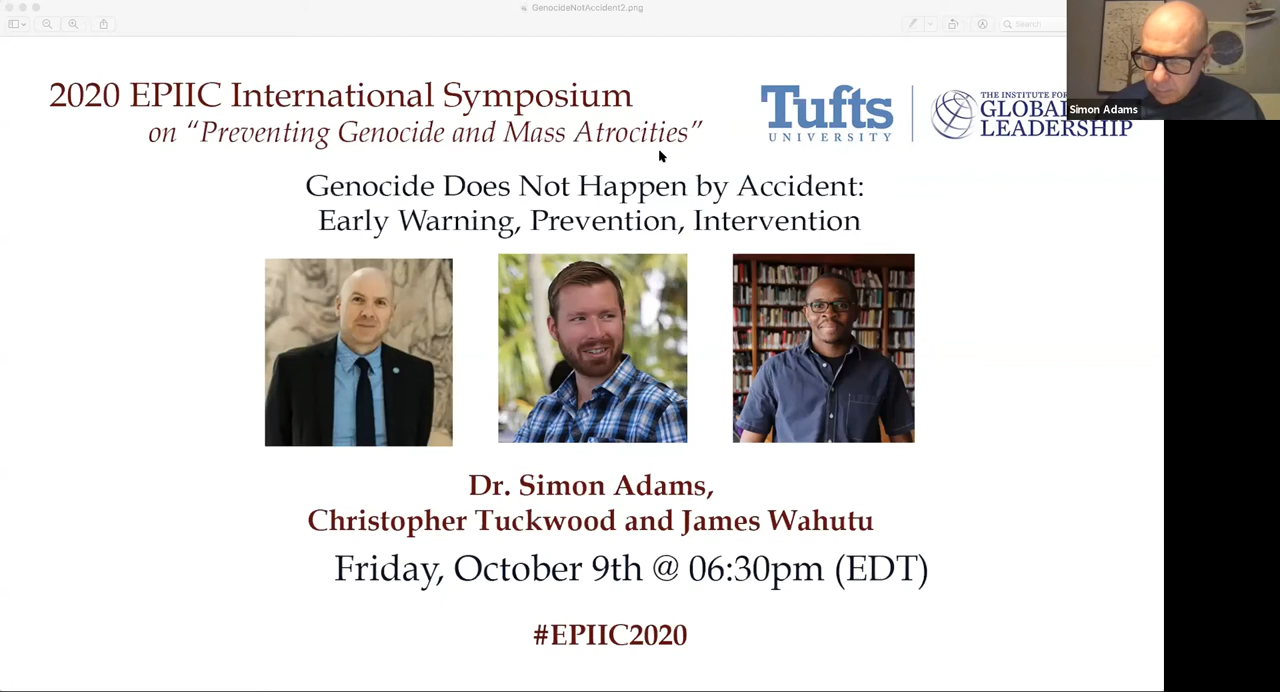 GenocideNotAccident2.png
Search
2020 EPIIC International Symposium
on “Preventing Genocide and Mass Atrocities”
Tufts
UNIVERSITY
THE INSTITUTE FOR
GLOBAL
LEADERSHIP
Simon Adams
Genocide Does Not Happen by Accident:
Early Warning, Prevention, Intervention
Dr. Simon Adams,
Christopher Tuckwood and James Wahutu
Friday, October 9th @ 06:30pm (EDT)
#EPIIC2020